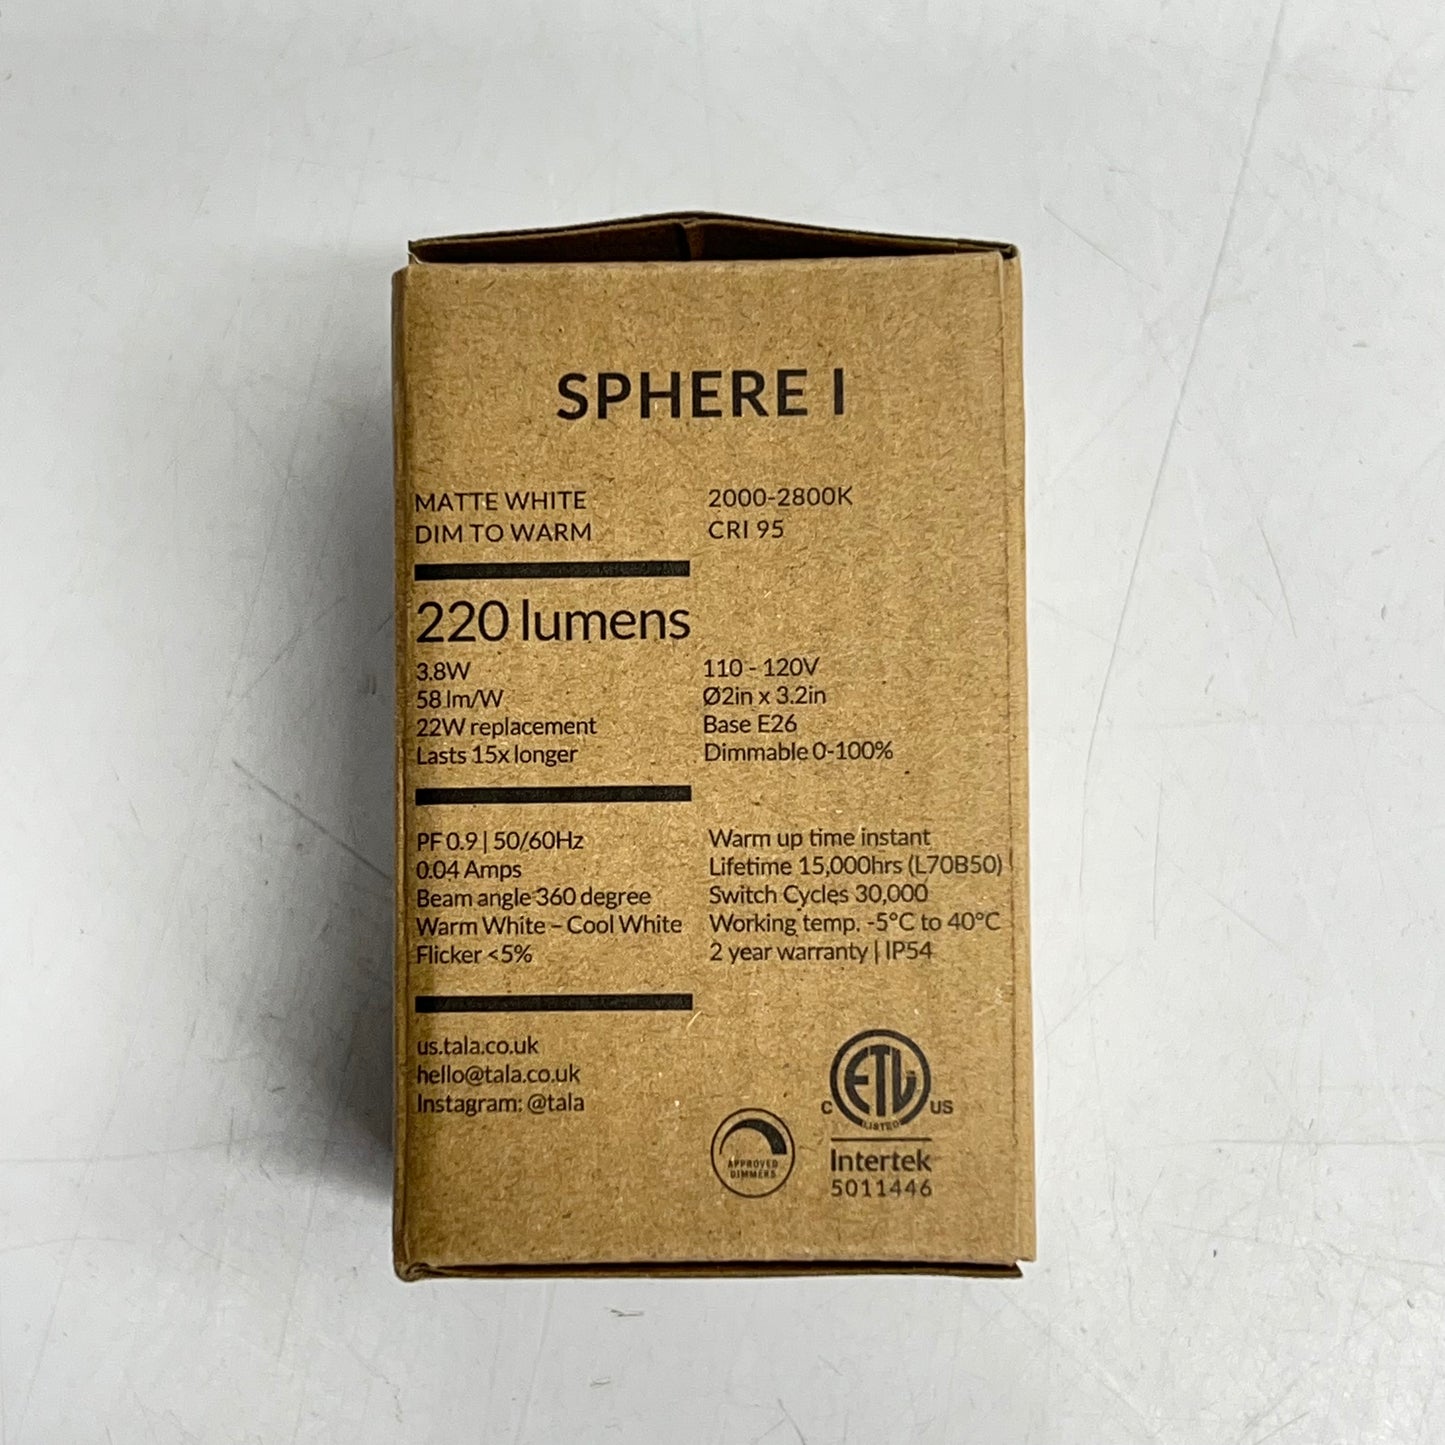 SPHERE I
MATTE WHITE
DIM TO WARM
2000-2800K
CRI 95
220 lumens
3.8W
58 lm/W
22W replacement
Lasts 15x longer
110 - 120V
Ø2in x 3.2in
Base E26
Dimmable 0-100%
PF 0.9 | 50/60Hz
0.04 Amps
Beam angle 360 degree
Warm White – Cool White
Flicker <5%
Warm up time instant
Lifetime 15,000hrs (L70B50)
Switch Cycles 30,000
Working temp. -5°C to 40°C
2 year warranty | IP54
us.tala.co.uk
hello@tala.co.uk
Instagram: @tala
APPROVED
DIMMERS
ETL
C US
LISTED
Intertek
5011446